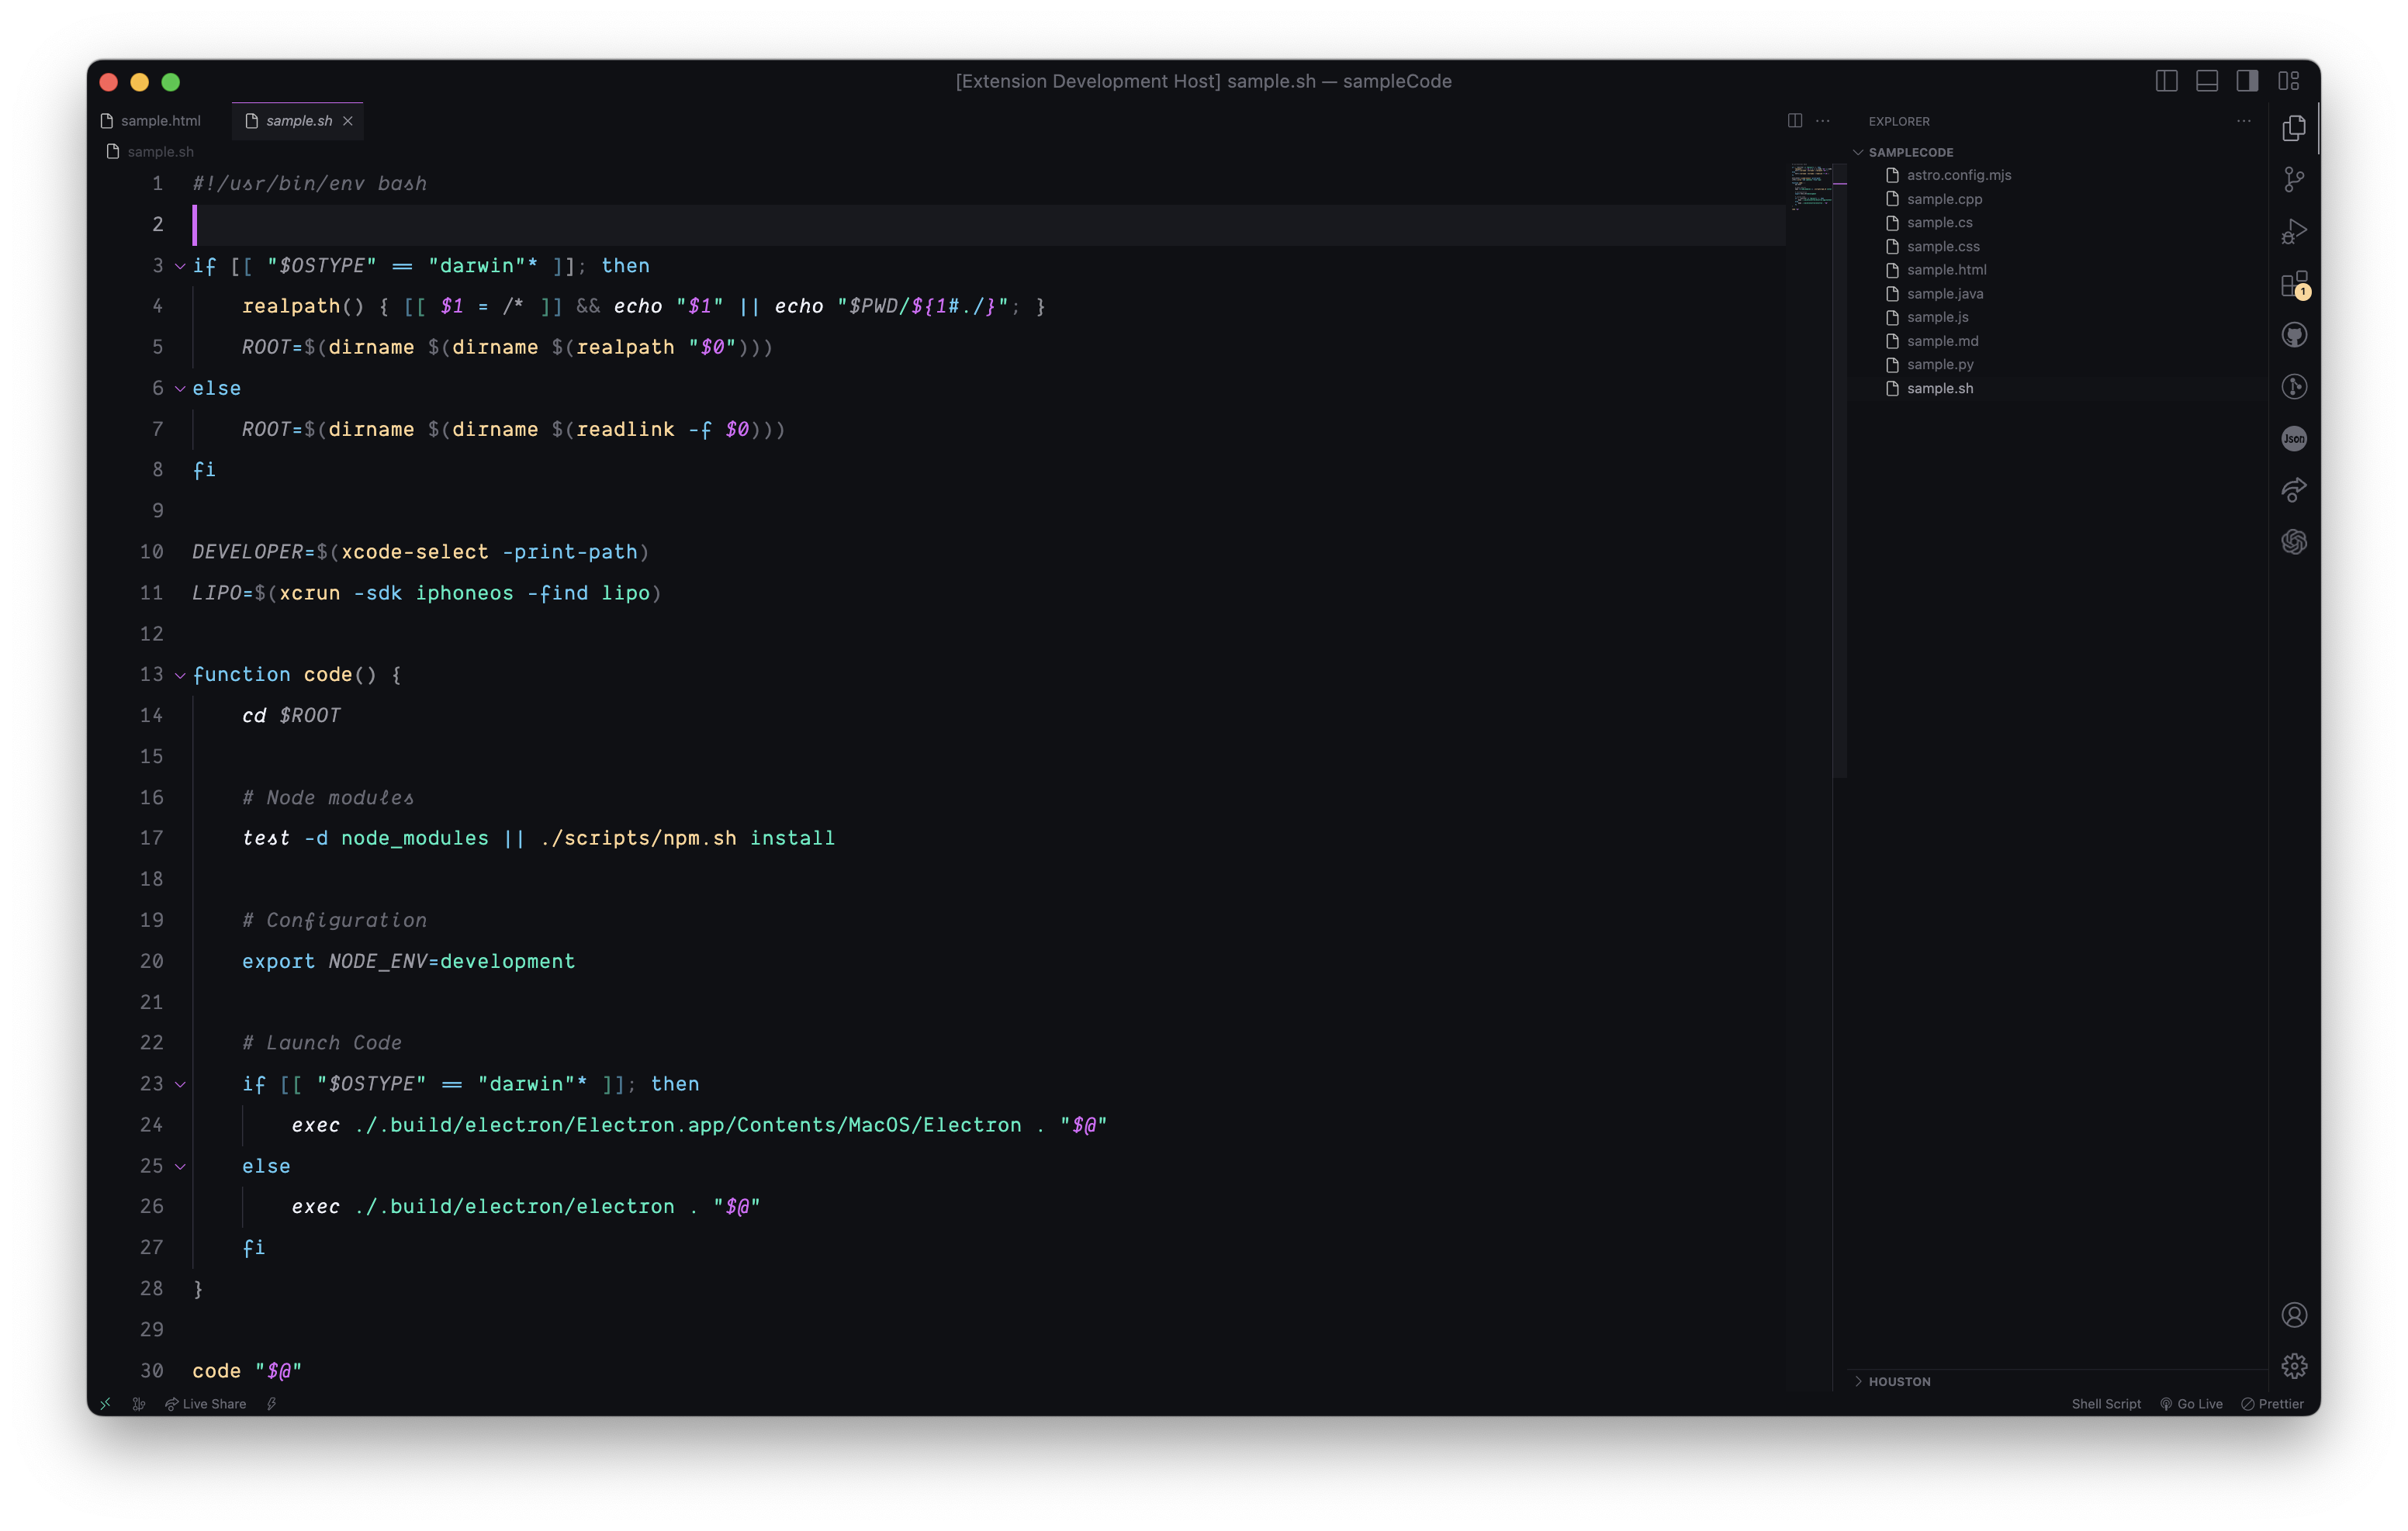 [Extension Development Host] sample.sh — sampleCode
sample.html
sample.sh
sample.sh
1 #!/usr/bin/env bash
2
3 if [[ "$OSTYPE" == "darwin"* ]]; then
4     realpath() { [[ $1 = /* ]] && echo "$1" || echo "$PWD/${1#./}"; }
5     ROOT=$(dirname $(dirname $(realpath "$0")))
6 else
7     ROOT=$(dirname $(dirname $(readlink -f $0)))
8 fi
9
10 DEVELOPER=$(xcode-select -print-path)
11 LIPO=$(xcrun -sdk iphoneos -find lipo)
12
13 function code() {
14     cd $ROOT
15
16     # Node modules
17     test -d node_modules || ./scripts/npm.sh install
18
19     # Configuration
20     export NODE_ENV=development
21
22     # Launch Code
23     if [[ "$OSTYPE" == "darwin"* ]]; then
24         exec ./.build/electron/Electron.app/Contents/MacOS/Electron . "$@"
25     else
26         exec ./.build/electron/electron . "$@"
27     fi
28 }
29
30 code "$@"
EXPLORER
SAMPLECODE
astro.config.mjs
sample.cpp
sample.cs
sample.css
sample.html
sample.java
sample.js
sample.md
sample.py
sample.sh
HOUSTON
1
Json
Live Share
Shell Script
Go Live
Prettier